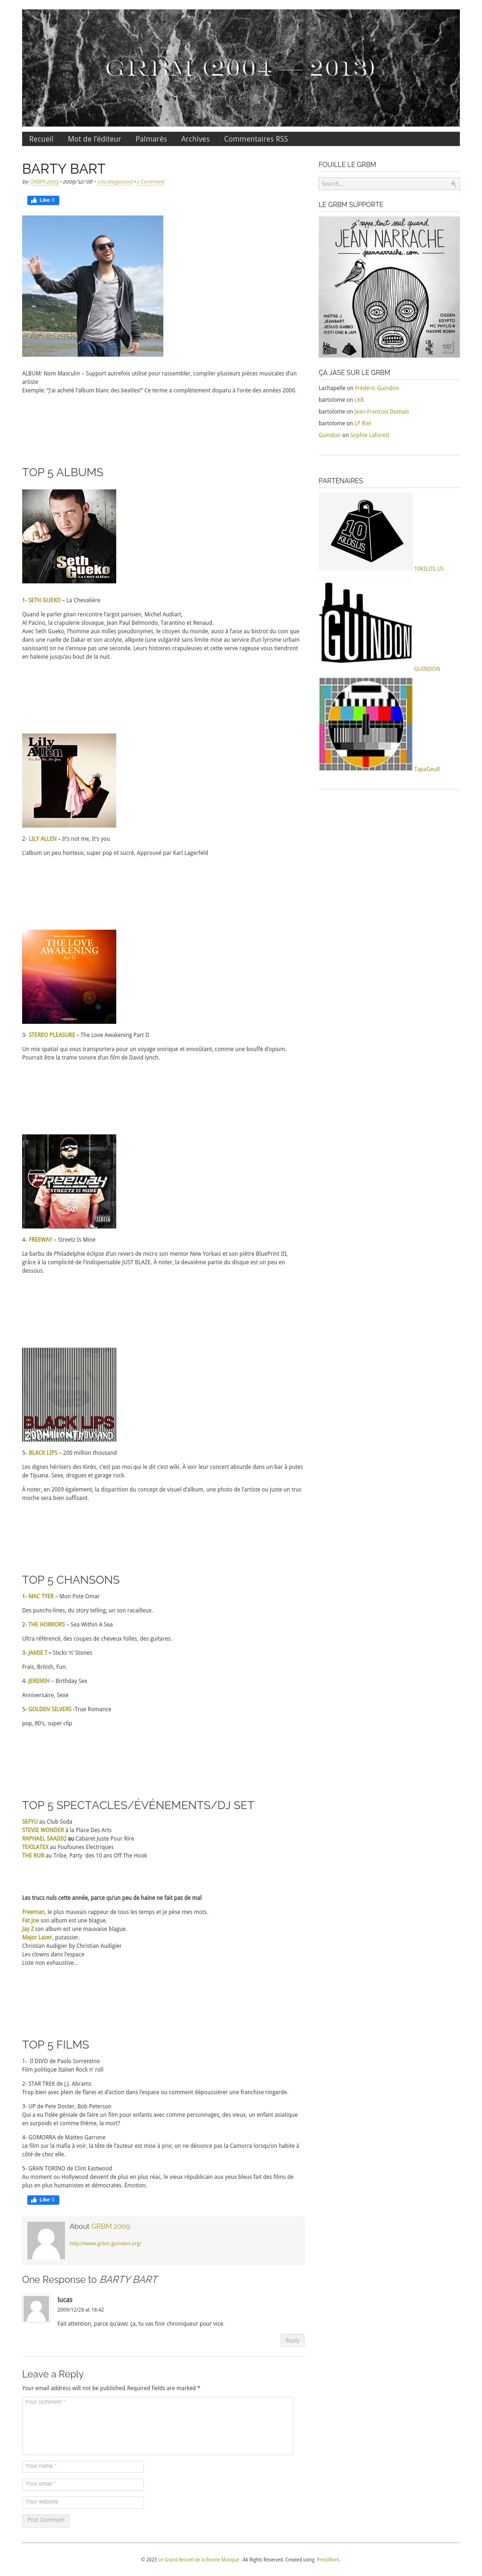 GRBM (2004 — 2013)
Recueil Mot de l'éditeur Palmarès Archives Commentaires RSS
BARTY BART
by GRBM 2009 • 2009/12/06 • Uncategorized • 1 Comment
Like 0
ALBUM: Nom Masculin – Support autrefois utilisé pour rassembler, compiler plusieurs pièces musicales d'un
artiste
Exemple: "J'ai acheté l'album blanc des beatles!" Ce terme a complètement disparu à l'orée des années 2000.
TOP 5 ALBUMS
Seth
Gueko
LA CHEVALIÈRE
1- SETH GUEKO – La Chevalière
Quand le parler gitan rencontre l'argot parisien, Michel Audiart,
Al Pacino, la crapulerie slovaque, Jean Paul Belmondo, Tarantino et Renaud.
Avec Seth Gueko, l'homme aux milles pseudonymes, le citoyen du monde, aussi à l'aise au bistrot du coin que
dans une ruelle de Dakar et son acolyte, alkpote (une vulgarité sans limite mise au service d'un lyrisme urbain
saisissant) on ne s'ennuie pas une seconde. Leurs histoires crapuleuses et cette verve rageuse vous tiendront
en haleine jusqu'au bout de la nuit.
Lily
Allen
2- LILY ALLEN – It's not me, It's you
L'album un peu honteux, super pop et sucré. Approuvé par Karl Lagerfeld
THE LOVE
AWAKENING
Act II
3- STEREO PLEASURE – The Love Awakening Part II
Un mix spatial qui vous transportera pour un voyage onirique et envoûtant, comme une bouffé d'opium.
Pourrait être la trame sonore d'un film de David lynch.
FREEWAY
STREETZ IS MINE
4- FREEWAY – Streetz Is Mine
Le barbu de Philadelphie éclipse d'un revers de micro son mentor New Yorkais et son piètre BluePrint III,
grâce à la complicité de l'indispensable JUST BLAZE. À noter, la deuxième partie du disque est un peu en
dessous.
BLACK LIPS
200 MILLION THOUSAND
5- BLACK LIPS – 200 million thousand
Les dignes héritiers des Kinks, c'est pas moi qui le dit c'est wiki. À voir leur concert absurde dans un bar à putes
de Tijuana. Sexe, drogues et garage rock.
À noter, en 2009 également, la disparition du concept de visuel d'album, une photo de l'artiste ou juste un truc
moche sera bien suffisant.
TOP 5 CHANSONS
1- MAC TYER – Mon Pote Omar
Des punchs-lines, du story telling, un son racailleux.
2- THE HORRORS – Sea Within A Sea
Ultra référencé, des coupes de cheveux folles, des guitares.
3- JAMIE T – Sticks 'n' Stones
Frais, British, Fun.
4- JEREMIH – Birthday Sex
Anniversaire, Sexe
5- GOLDEN SILVERS -True Romance
pop, 80's, super clip
TOP 5 SPECTACLES/ÉVÉNEMENTS/DJ SET
SEFYU au Club Soda
STEVIE WONDER à la Place Des Arts
RAPHAEL SAADIQ au Cabaret Juste Pour Rire
TEKILATEX au Foufounes Electriques
THE RUB au Tribe, Party des 10 ans Off The Hook
Les trucs nuls cette année, parce qu'un peu de haine ne fait pas de mal
Freeman, le plus mauvais rappeur de tous les temps et je pèse mes mots.
Fat Joe son album est une blague.
Jay Z son album est une mauvaise blague.
Major Lazer, putassier.
Christian Audigier by Christian Audigier
Les clowns dans l'espace
Liste non exhaustive…
TOP 5 FILMS
1- Il DIVO de Paolo Sorrentino
Film politique Italien Rock n' roll
2- STAR TREK de J.J. Abrams
Trop bien avec plein de flares et d'action dans l'espace ou comment dépoussiérer une franchise ringarde.
3- UP de Pete Docter, Bob Peterson
Qui a eu l'idée géniale de faire un film pour enfants avec comme personnages, des vieux, un enfant asiatique
en surpoids et comme thème, la mort?
4- GOMORRA de Matteo Garrone
Le film sur la mafia à voir, la tête de l'auteur est mise à prix; on ne dénonce pas la Camorra lorsqu'on habite à
côté de chez elle.
5- GRAN TORINO de Clint Eastwood
Au moment ou Hollywood devient de plus en plus réac, le vieux républicain aux yeux bleus fait des films de
plus en plus humanistes et démocrates. Émotion.
Like 0
About GRBM 2009
http://www.grbm.guindon.org/
One Response to BARTY BART
lucas
2009/12/28 at 18:42
Fait attention, parce qu'avec ça, tu vas finir chroniqueur pour vice.
Reply
Leave a Reply
Your email address will not be published. Required fields are marked *
Your comment *
Your name *
Your email *
Your website
Post Comment
FOUILLE LE GRBM
Search...
LE GRBM SUPPORTE
J'rappe tout seul quand
JEAN NARRACHE
jeannarrache.com
MAÎTRE J
JEANBART
JESUIS GABBO
OSTI ONE & JAM
OGDEN
EGYPTO
MC PHYLIS &
MAXIME ROBIN
ÇA JASE SUR LE GRBM
Lachapelle on Frédéric Guindon
bartolome on LKB
bartolome on Jean-Francois Dumais
bartolome on LP Riel
Guindon on Sophie Laforest
PARTENAIRES
10
KILOS.US
10KILOS.US
GUINDON
GUINDON
TapaGeuR
© 2023 Le Grand Recueil de la Bonne Musique . All Rights Reserved, Created using PressWork.